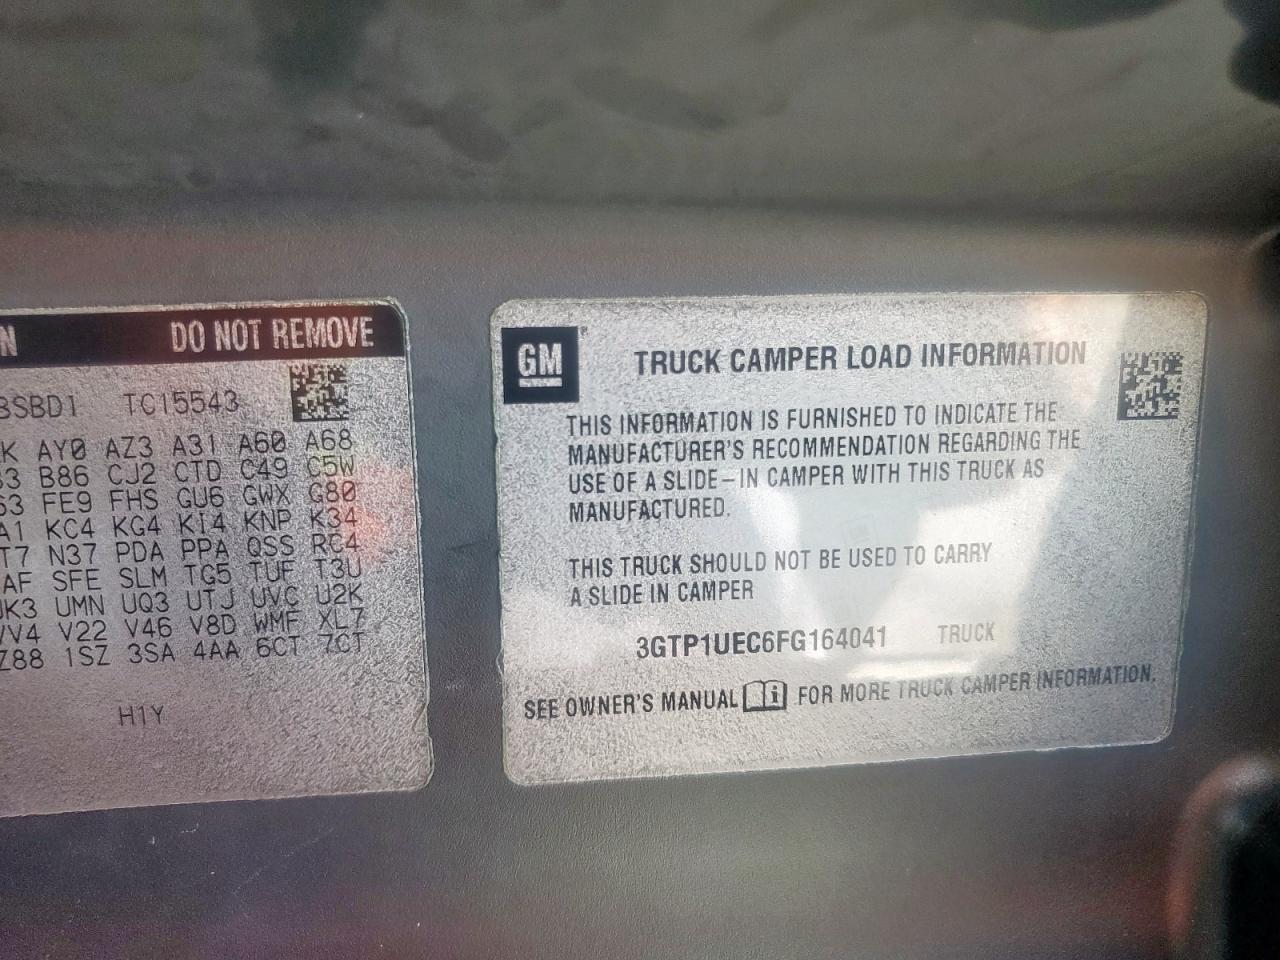 N DO NOT REMOVE
BSBD1 TC15543
K AY0 AZ3 A31 A60 A68
33 B86 CJ2 CTD C49 C5W
63 FE9 FHS GU6 GWX G80
A1 KC4 KG4 KI4 KNP K34
T7 N37 PDA PPA QSS RC4
AF SFE SLM TG5 TUF T3U
JK3 UMN UQ3 UTJ UVC U2K
VV4 V22 V46 V8D WMF XL7
Z88 1SZ 3SA 4AA 6CT 7CT
H1Y
GM
TRUCK CAMPER LOAD INFORMATION
THIS INFORMATION IS FURNISHED TO INDICATE THE
MANUFACTURER'S RECOMMENDATION REGARDING THE
USE OF A SLIDE-IN CAMPER WITH THIS TRUCK AS
MANUFACTURED.
THIS TRUCK SHOULD NOT BE USED TO CARRY
A SLIDE IN CAMPER
3GTP1UEC6FG164041 TRUCK
SEE OWNER'S MANUAL i FOR MORE TRUCK CAMPER INFORMATION.